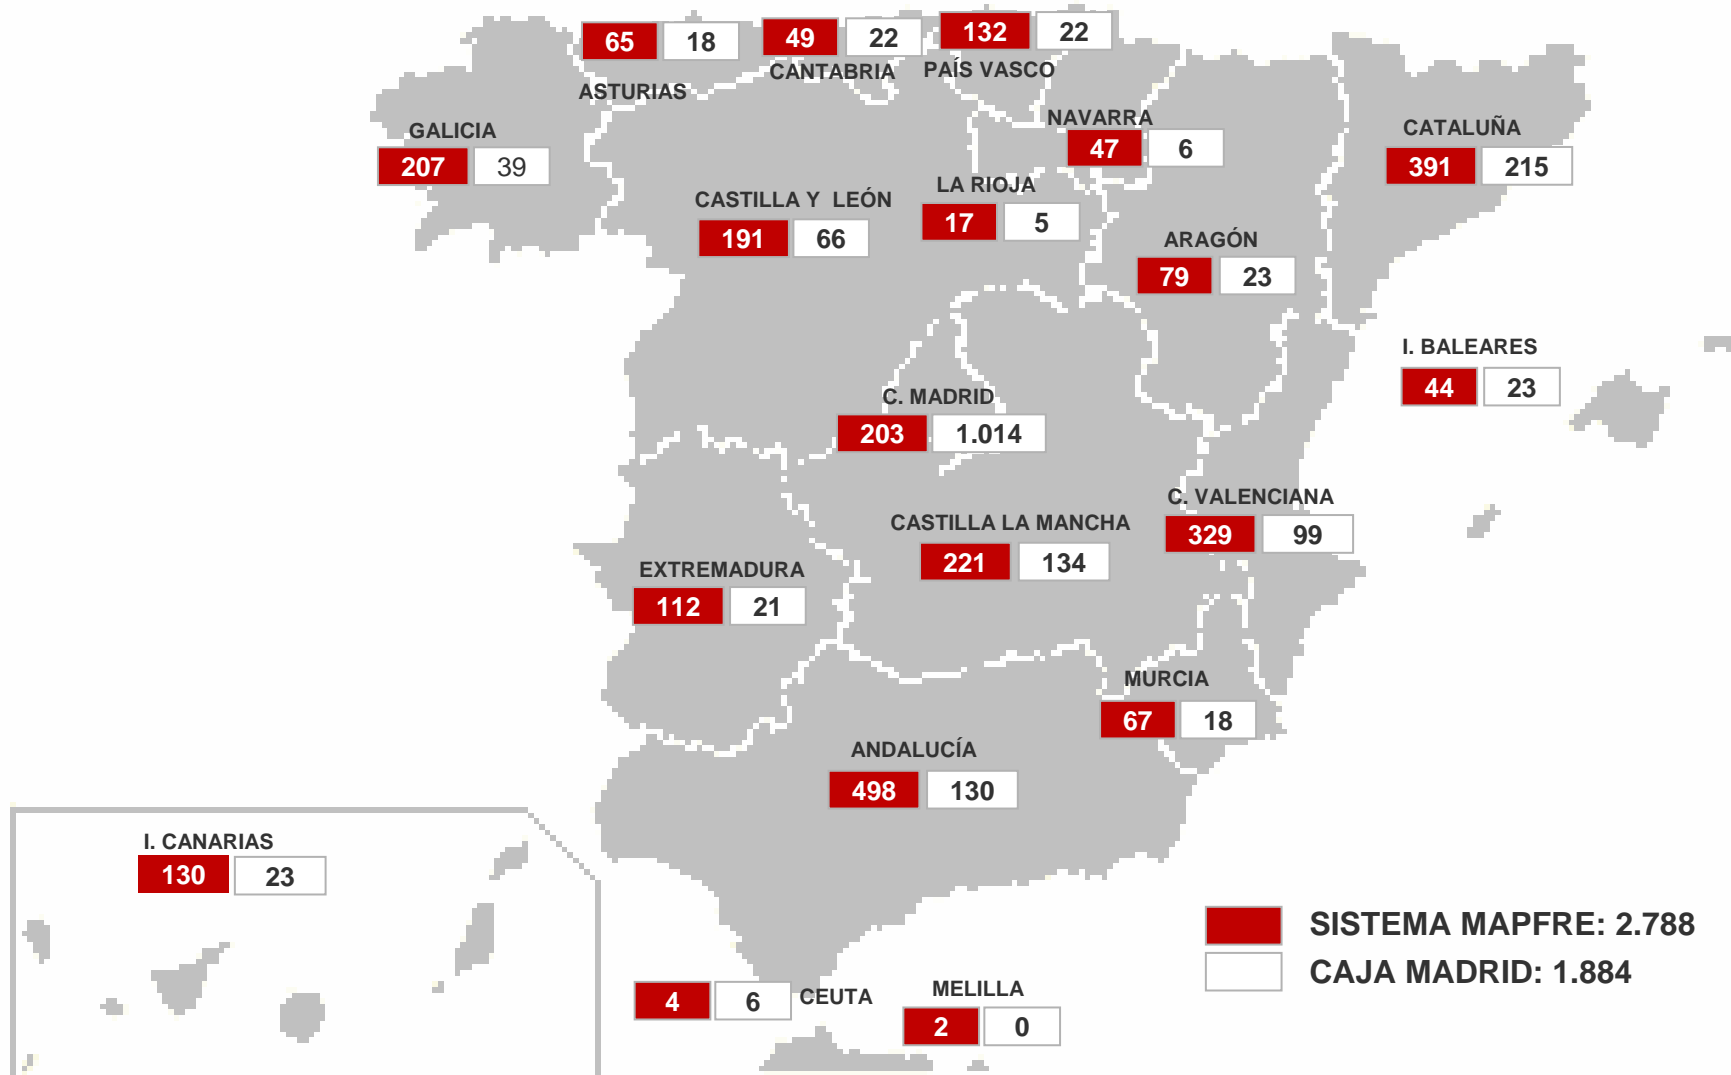 65 18
ASTURIAS
49 22
CANTABRIA
132 22
PAÍS VASCO
GALICIA
207 39
NAVARRA
47 6
CATALUÑA
391 215
CASTILLA Y LEÓN
191 66
LA RIOJA
17 5
ARAGÓN
79 23
I. BALEARES
44 23
C. MADRID
203 1.014
C. VALENCIANA
329 99
CASTILLA LA MANCHA
221 134
EXTREMADURA
112 21
MURCIA
67 18
ANDALUCÍA
498 130
I. CANARIAS
130 23
SISTEMA MAPFRE: 2.788
CAJA MADRID: 1.884
4 6 CEUTA
MELILLA
2 0